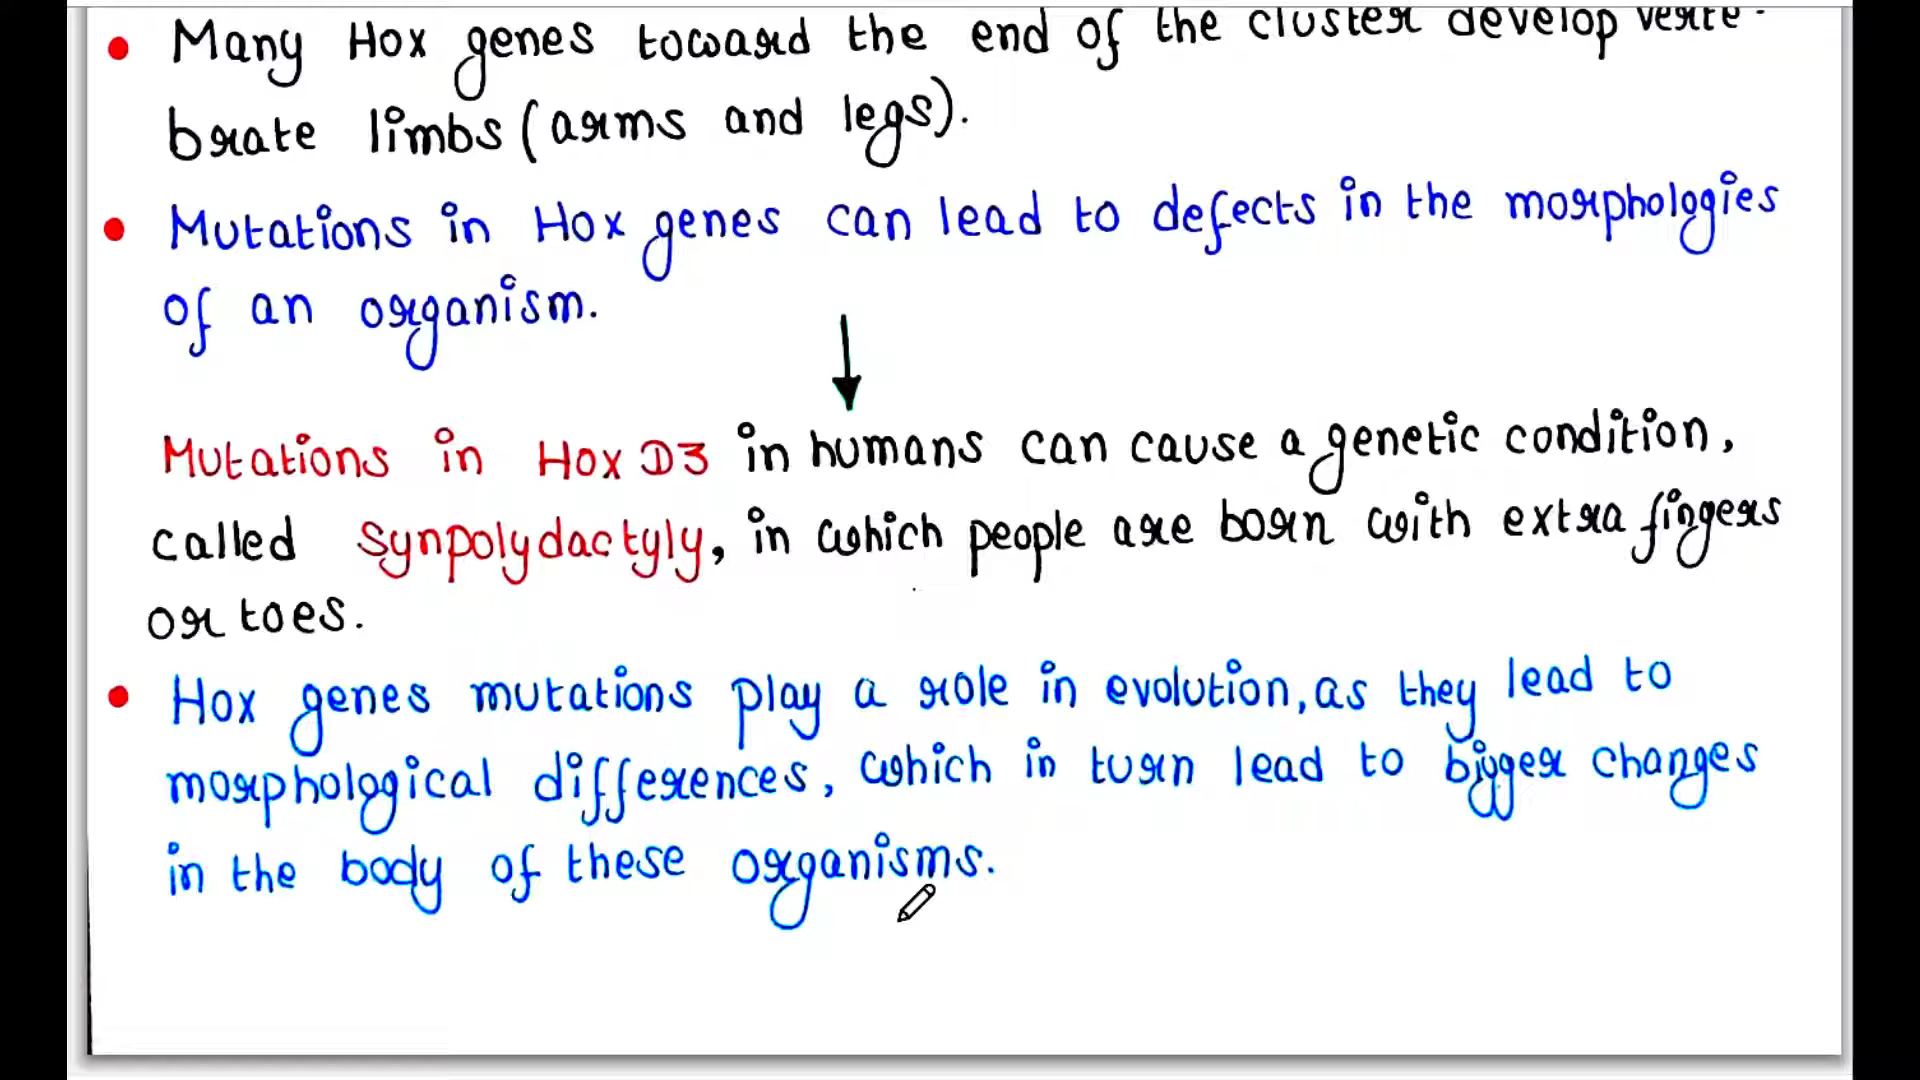 Many Hox genes toward the end of the cluster develop verte-
brate limbs (arms and legs).
Mutations in Hox genes can lead to defects in the morphologies
of an organism.
Mutations in Hox D3 in humans can cause a genetic condition,
called Synpolydactyly, in which people are born with extra fingers
or toes.
Hox genes mutations play a role in evolution, as they lead to
morphological differences, which in turn lead to bigger changes
in the body of these organisms.